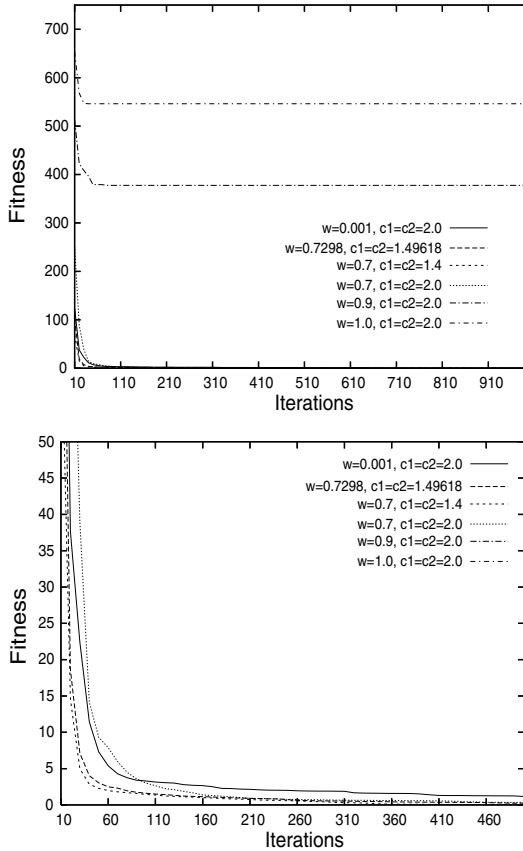 Fitness
700
600
500
400
300
200
100
0
w=0.001, c1=c2=2.0
w=0.7298, c1=c2=1.49618
w=0.7, c1=c2=1.4
w=0.7, c1=c2=2.0
w=0.9, c1=c2=2.0
w=1.0, c1=c2=2.0
10 110 210 310 410 510 610 710 810 910
Iterations
Fitness
50
45
40
35
30
25
20
15
10
5
0
w=0.001, c1=c2=2.0
w=0.7298, c1=c2=1.49618
w=0.7, c1=c2=1.4
w=0.7, c1=c2=2.0
w=0.9, c1=c2=2.0
w=1.0, c1=c2=2.0
10 60 110 160 210 260 310 360 410 460
Iterations